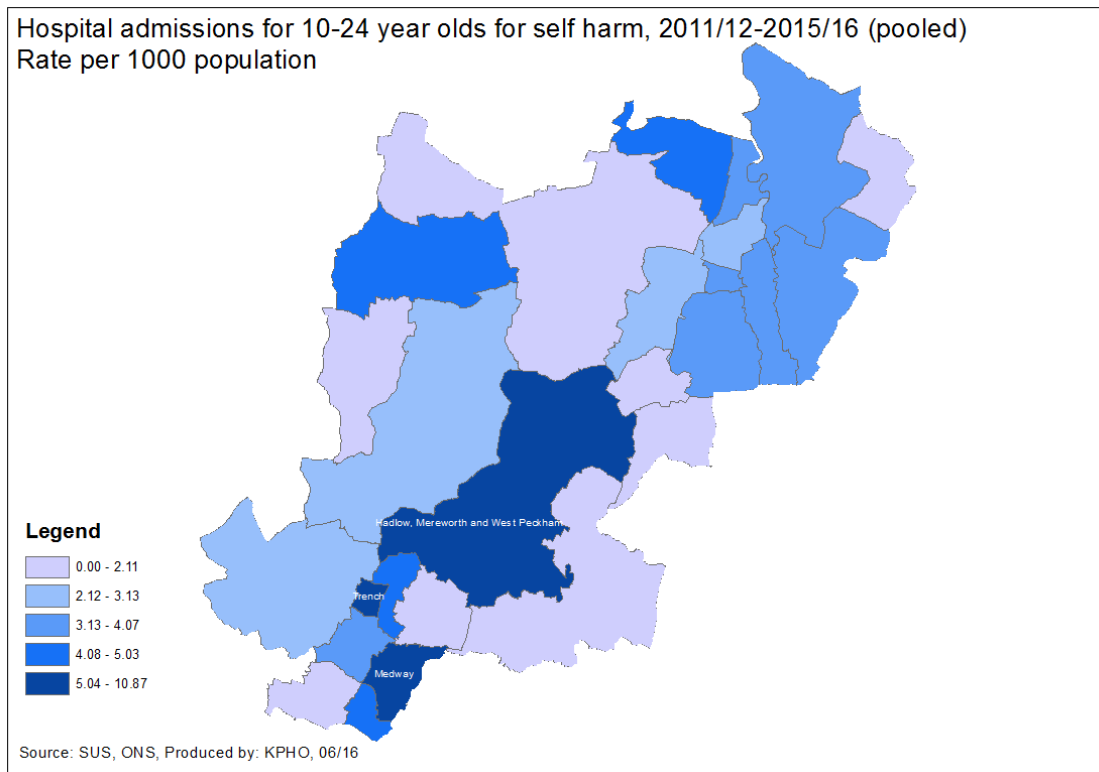 Hospital admissions for 10-24 year olds for self harm, 2011/12-2015/16 (pooled)
Rate per 1000 population
Hadlow, Mereworth and West Peckham
Trench
Medway
Legend
0.00 - 2.11
2.12 - 3.13
3.13 - 4.07
4.08 - 5.03
5.04 - 10.87
Source: SUS, ONS, Produced by: KPHO, 06/16